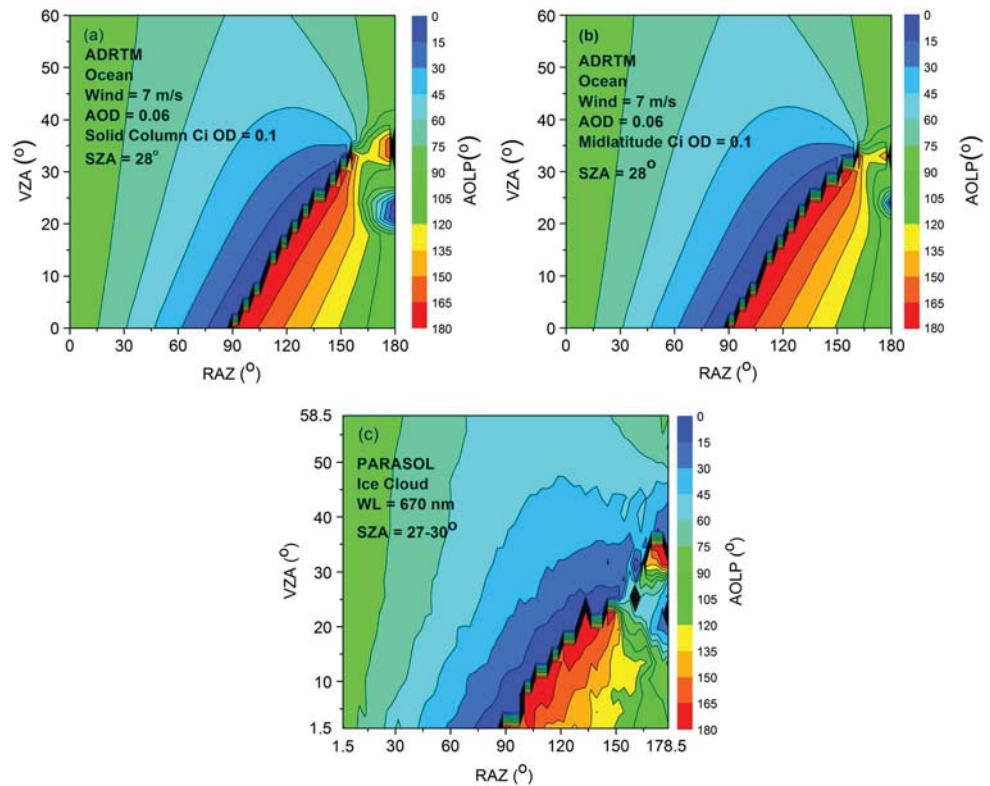 (a)
ADRTM
Ocean
Wind = 7 m/s
AOD = 0.06
Solid Column Ci OD = 0.1
SZA = 28°
VZA (°)
60
50
40
30
20
10
0
0 30 60 90 120 150 180
RAZ (°)
0
15
30
45
60
75
90
105
120
135
150
165
180
AOLP(°)
(b)
ADRTM
Ocean
Wind = 7 m/s
AOD = 0.06
Midlatitude Ci OD = 0.1
SZA = 28°
VZA (°)
60
50
40
30
20
10
0
0 30 60 90 120 150 180
RAZ (°)
0
15
30
45
60
75
90
105
120
135
150
165
180
AOLP(°)
(c)
PARASOL
Ice Cloud
WL = 670 nm
SZA = 27-30°
VZA (°)
58.5
50
40
30
20
10
1.5
1.5 30 60 90 120 150 178.5
RAZ (°)
0
15
30
45
60
75
90
105
120
135
150
165
180
AOLP (°)